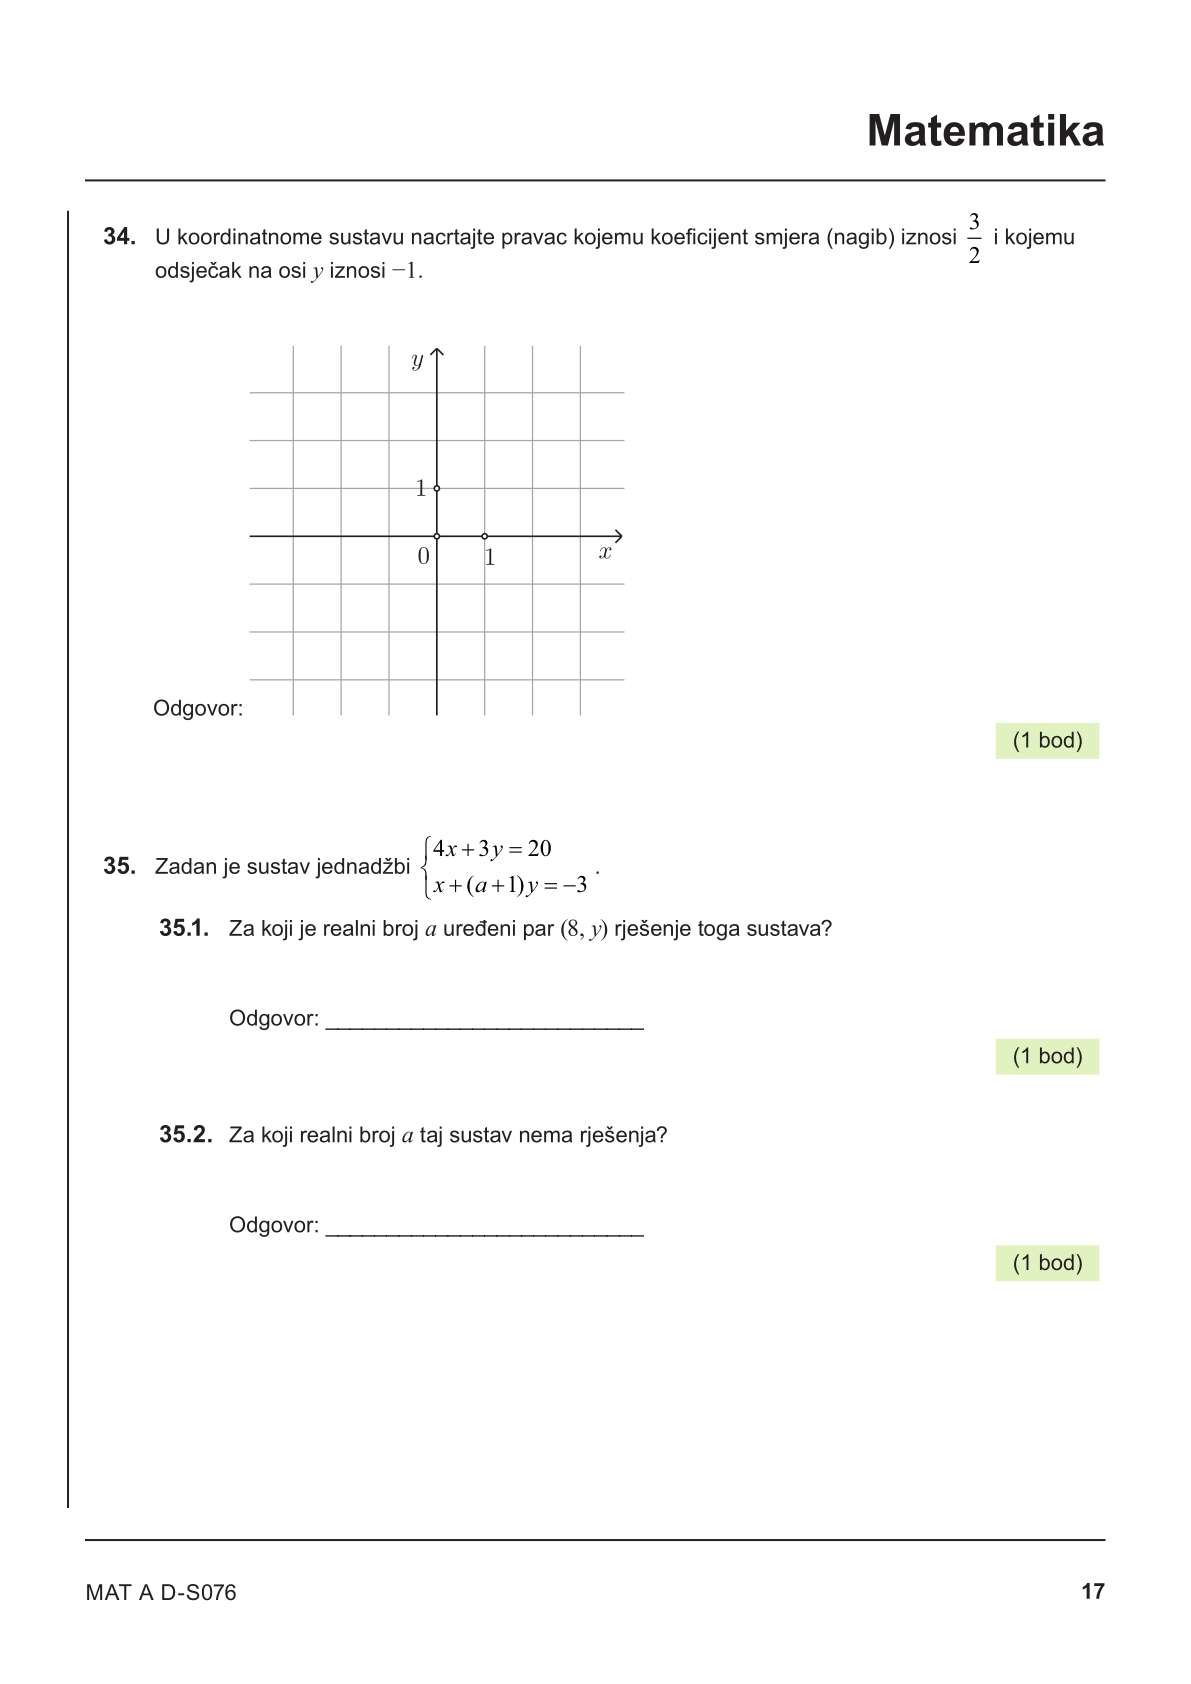 Matematika
34. U koordinatnome sustavu nacrtajte pravac kojemu koeficijent smjera (nagib) iznosi 3/2 i kojemu
odsječak na osi y iznosi −1.
y
1
0 1 x
Odgovor:
(1 bod)
35. Zadan je sustav jednadžbi { 4x + 3y = 20
x + (a + 1)y = −3 .
35.1. Za koji je realni broj a uređeni par (8, y) rješenje toga sustava?
Odgovor: __________________________
(1 bod)
35.2. Za koji realni broj a taj sustav nema rješenja?
Odgovor: __________________________
(1 bod)
MAT A D-S076
17